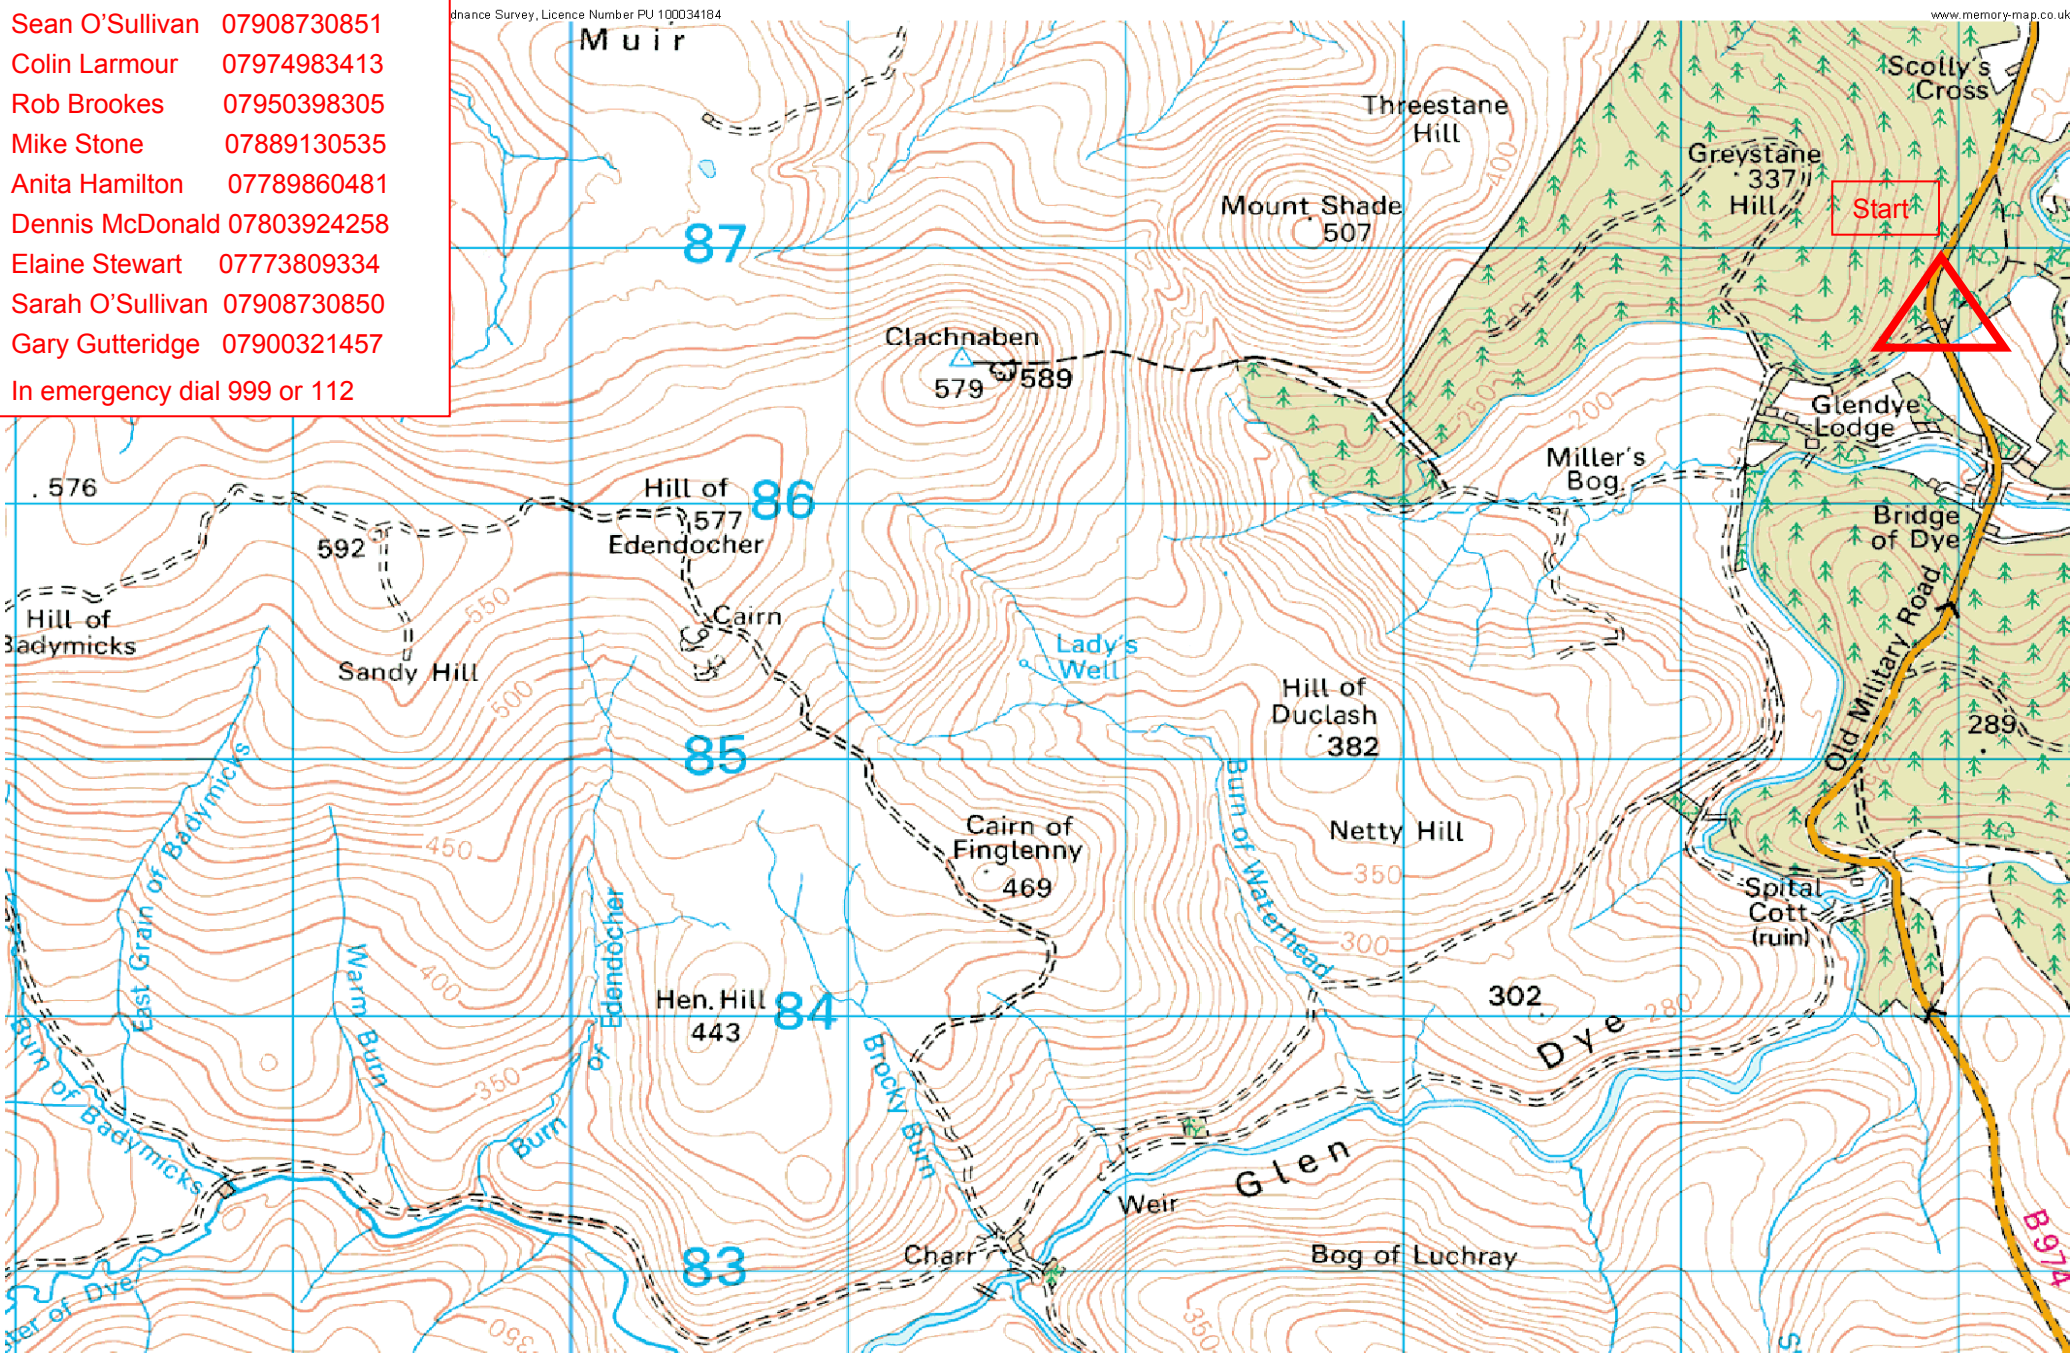 Sean O'Sullivan 07908730851
Colin Larmour 07974983413
Rob Brookes 07950398305
Mike Stone 07889130535
Anita Hamilton 07789860481
Dennis McDonald 07803924258
Elaine Stewart 07773809334
Sarah O'Sullivan 07908730850
Gary Gutteridge 07900321457
In emergency dial 999 or 112
dnance Survey, Licence Number PU 100034184
www.memory-map.co.uk
Muir
Scolly's
Cross
Threestane
Hill
400
Greystane
337
Hill
Start
Mount Shade
507
87
Clachnaben
579
589
250
200
Glendye
Lodge
Miller's
Bog
576
Hill of
577
Edendocher
86
592
Bridge
of Dye
Hill of
Badymicks
550
Cairn
Sandy Hill
500
Lady's
Well
Hill of
Duclash
382
Old Military Road
289
85
East Grain of Badymicks
450
Cairn of
Finglenny
469
Burn of Waterhead
Netty Hill
350
300
Spital
Cott
(ruin)
Warm Burn
400
Burn of Edendocher
Hen Hill
443
84
302
280
Glen Dye
Burn of Badymicks
350
Brocky Burn
Weir
Charr
83
Bog of Luchray
B974
ter of Dye
350
350
S